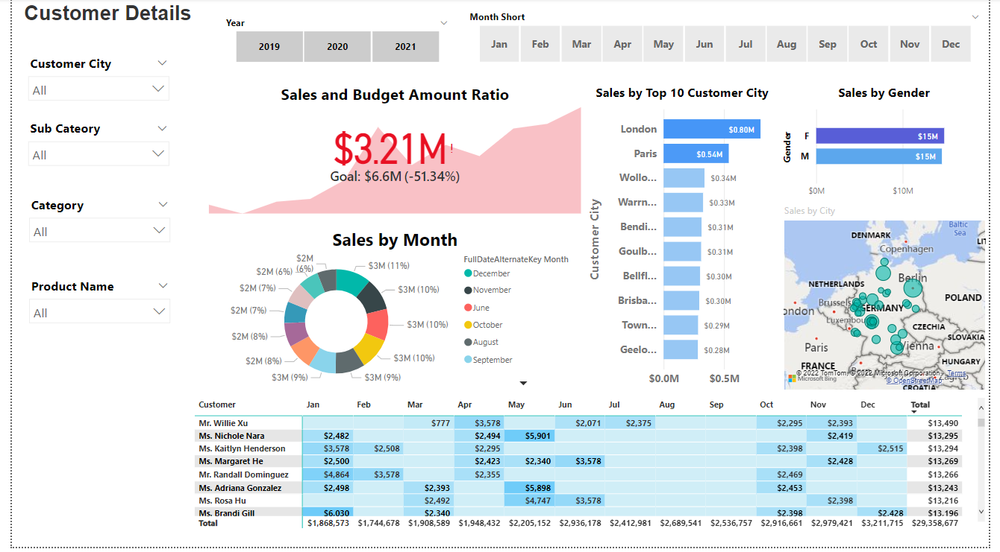 Customer Details
Year
2019 2020 2021
Month Short
Jan Feb Mar Apr May Jun Jul Aug Sep Oct Nov Dec
Customer City
All
Sub Cateory
All
Category
All
Product Name
All
Sales and Budget Amount Ratio
$3.21M!
Goal: $6.6M (-51.34%)
Sales by Month
$3M (11%)
$3M (10%)
$3M (10%)
$3M (10%)
$3M (9%)
$3M (9%)
$2M (8%)
$2M (8%)
$2M (7%)
$2M (7%)
$2M (6%)
$2M
(6%)
FullDateAlternateKey Month
December
November
June
October
August
September
Sales by Top 10 Customer City
Customer City
London $0.80M
Paris $0.54M
Wollo... $0.34M
Warrn... $0.33M
Bendi... $0.31M
Goulb... $0.31M
Bellfl... $0.30M
Brisba... $0.30M
Town... $0.29M
Geelo... $0.28M
$0.0M $0.5M
Sales by Gender
Gender
F $15M
M $15M
$0M $10M
Sales by City
Baltic
Sea
DENMARK
Copenhagen
LIT
Berlin
NETHERLANDS
POLAND
Brussels
GERMANY
ondon
Luxembou
CZECHIA
SLOVAKIA
Paris
Vienna
HUNGARY
FRANCE
© 2022 TomTom, © 2022 Microsoft Corporation, Terms
Microsoft Bing
© OpenStreetMap
Zagreb
CROATIA
Customer Jan Feb Mar Apr May Jun Jul Aug Sep Oct Nov Dec Total
Mr. Willie Xu $777 $3,578 $2,071 $2,375 $2,295 $2,393 $13,490
Ms. Nichole Nara $2,482 $2,494 $5,901 $2,419 $13,295
Ms. Kaitlyn Henderson $3,578 $2,508 $2,295 $2,398 $2,515 $13,294
Ms. Margaret He $2,500 $2,423 $2,340 $3,578 $2,428 $13,269
Mr. Randall Dominguez $4,864 $3,578 $2,355 $2,469 $13,266
Ms. Adriana Gonzalez $2,498 $2,393 $5,898 $2,453 $13,243
Ms. Rosa Hu $2,492 $4,747 $3,578 $2,398 $13,216
Ms. Brandi Gill $6,030 $2,340 $2,398 $2,428 $13,196
Total $1,868,573 $1,744,678 $1,908,589 $1,948,432 $2,205,152 $2,936,178 $2,412,981 $2,689,541 $2,536,757 $2,916,661 $2,979,421 $3,211,715 $29,358,677